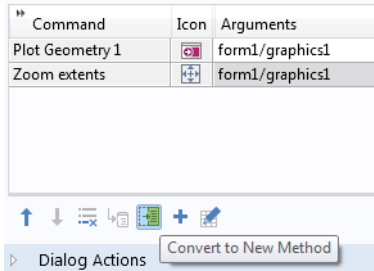 Command Icon Arguments
Plot Geometry 1 form1/graphics1
Zoom extents form1/graphics1
Convert to New Method
Dialog Actions